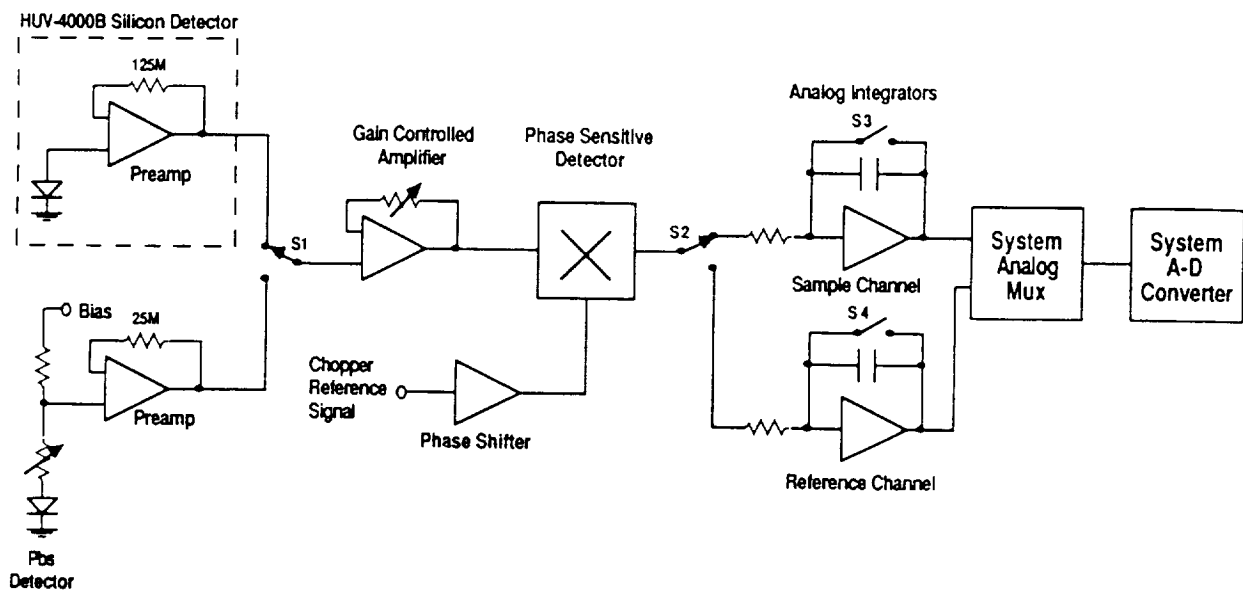 HUV-4000B Silicon Detector
125M
Preamp
Gain Controlled
Amplifier
Phase Sensitive
Detector
Analog Integrators
S3
S1
S2
Sample Channel
System
Analog
Mux
System
A-D
Converter
Bias
25M
Preamp
Chopper
Reference
Signal
Phase Shifter
S4
Reference Channel
Pbs
Detector